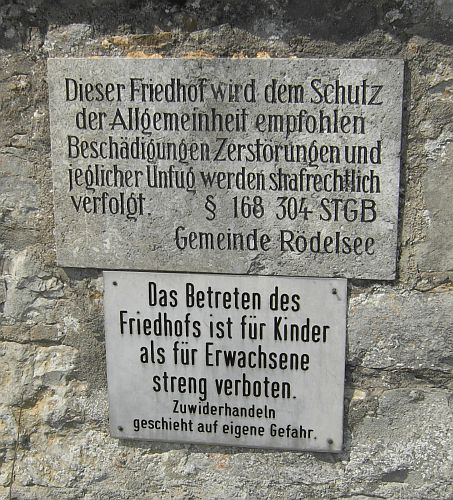 Dieser Friedhof wird dem Schutz
der Allgemeinheit empfohlen
Beschädigungen Zerstörungen und
jeglicher Unfug werden strafrechtlich
verfolgt. § 168 304 STGB
Gemeinde Rödelsee
Das Betreten des
Friedhofs ist für Kinder
als für Erwachsene
streng verboten.
Zuwiderhandeln
geschieht auf eigene Gefahr.